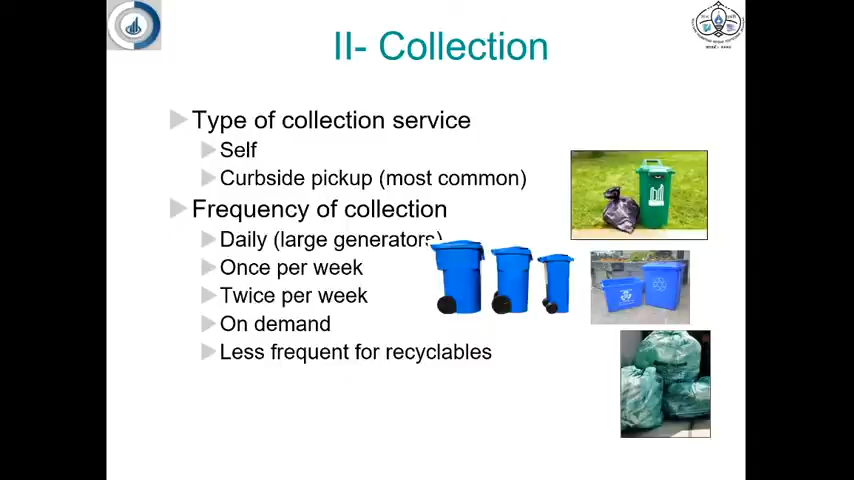 II- Collection
Type of collection service
Self
Curbside pickup (most common)
Frequency of collection
Daily (large generators)
Once per week
Twice per week
On demand
Less frequent for recyclables